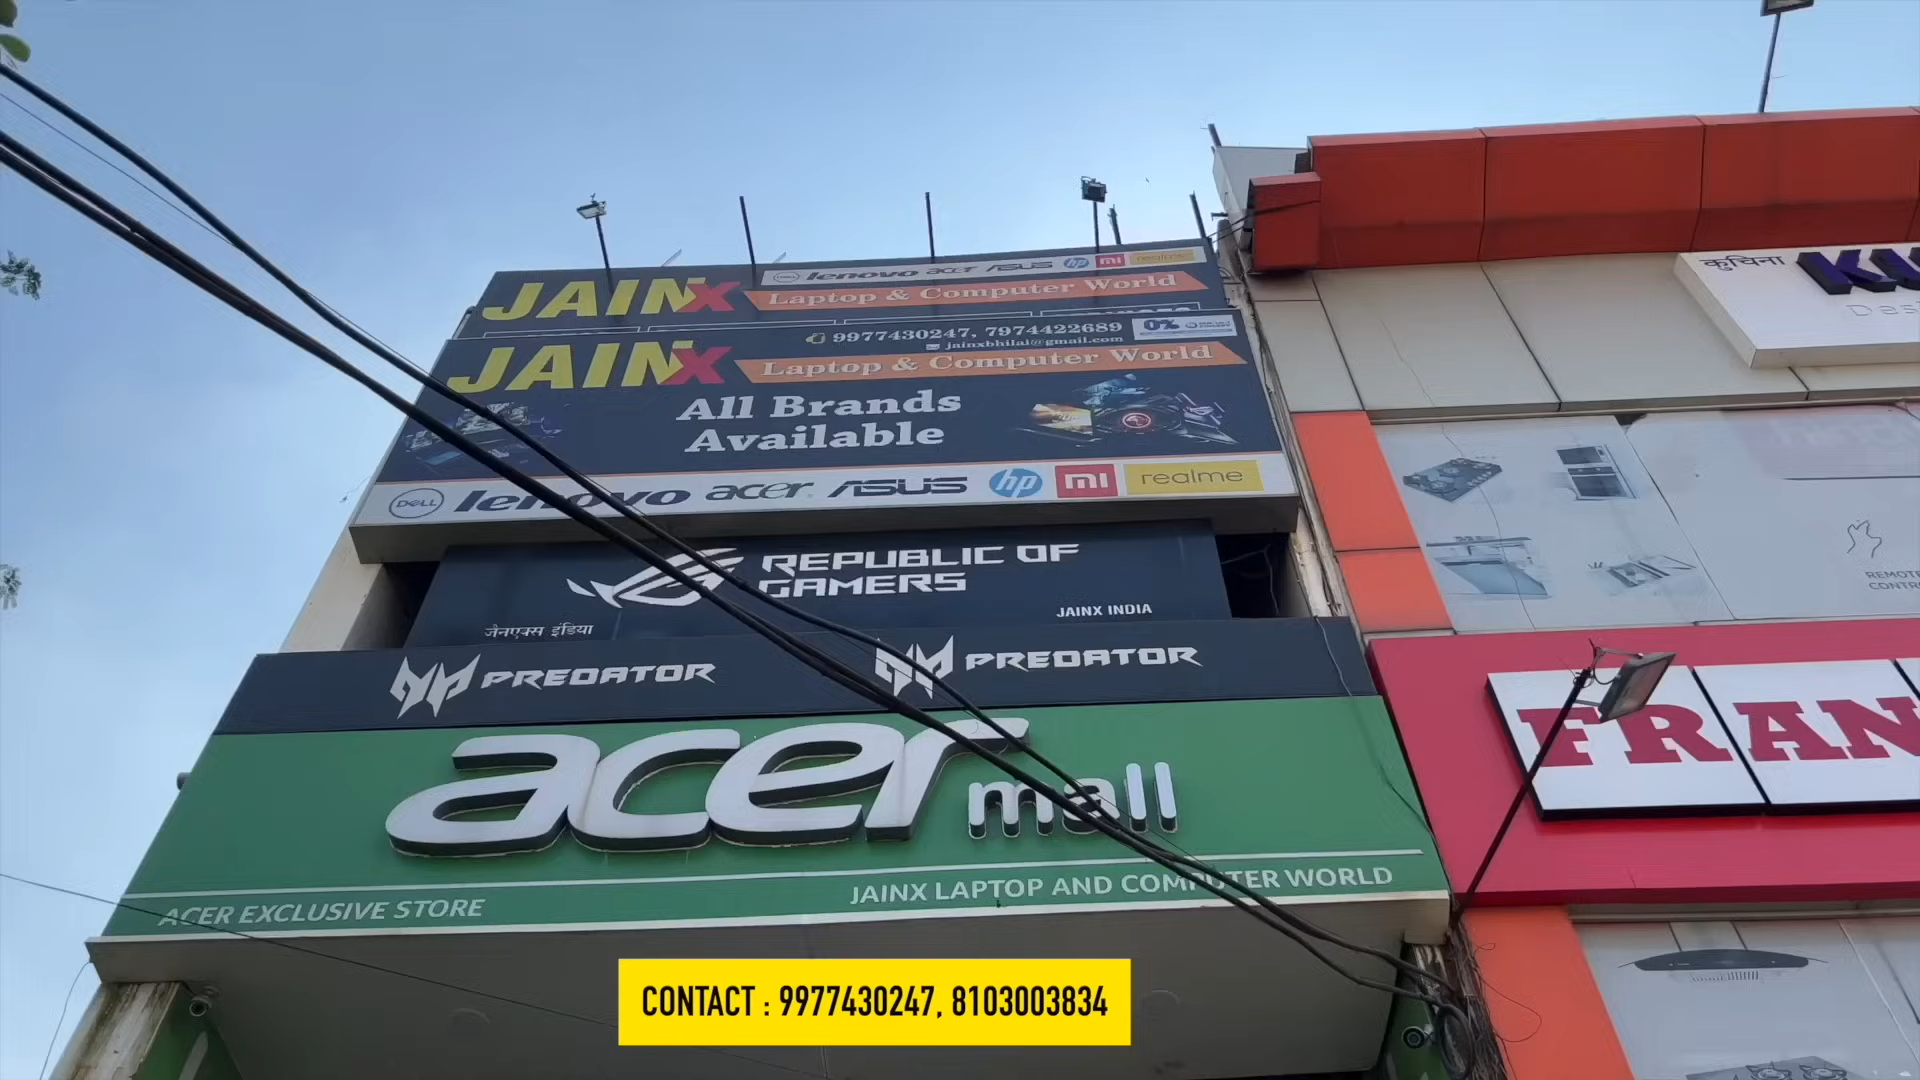 JAINX
DELL lenovo acer ASUS hp mi realme
Laptop & Computer World
9977430247, 7974422689
jainxbhilai@gmail.com
0%
JAINX
Laptop & Computer World
All Brands
Available
DELL lenovo acer ASUS hp mi realme
REPUBLIC OF
GAMERS
JAINX INDIA
जैनएक्स इंडिया
PREDATOR PREDATOR
acer mall
ACER EXCLUSIVE STORE
JAINX LAPTOP AND COMPUTER WORLD
कुचिना
FRAN
CONTACT : 9977430247, 8103003834